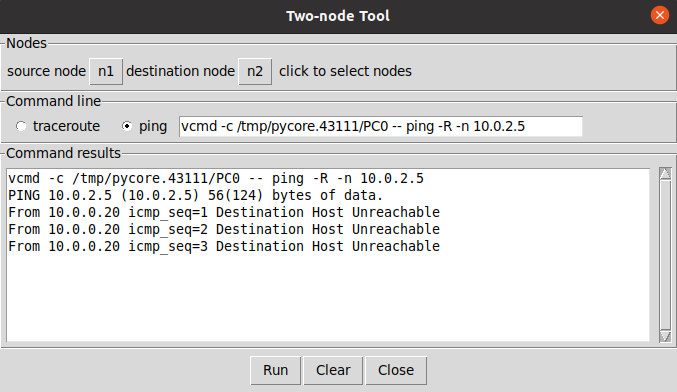 Two-node Tool
Nodes
source node n1 destination node n2 click to select nodes
Command line
traceroute ping vcmd -c /tmp/pycore.43111/PC0 -- ping -R -n 10.0.2.5
Command results
vcmd -c /tmp/pycore.43111/PC0 -- ping -R -n 10.0.2.5
PING 10.0.2.5 (10.0.2.5) 56(124) bytes of data.
From 10.0.0.20 icmp_seq=1 Destination Host Unreachable
From 10.0.0.20 icmp_seq=2 Destination Host Unreachable
From 10.0.0.20 icmp_seq=3 Destination Host Unreachable
Run Clear Close